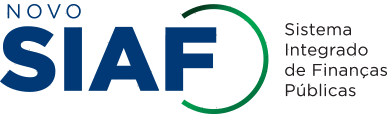 NOVO
SIAF
Sistema
Integrado
de Finanças
Públicas